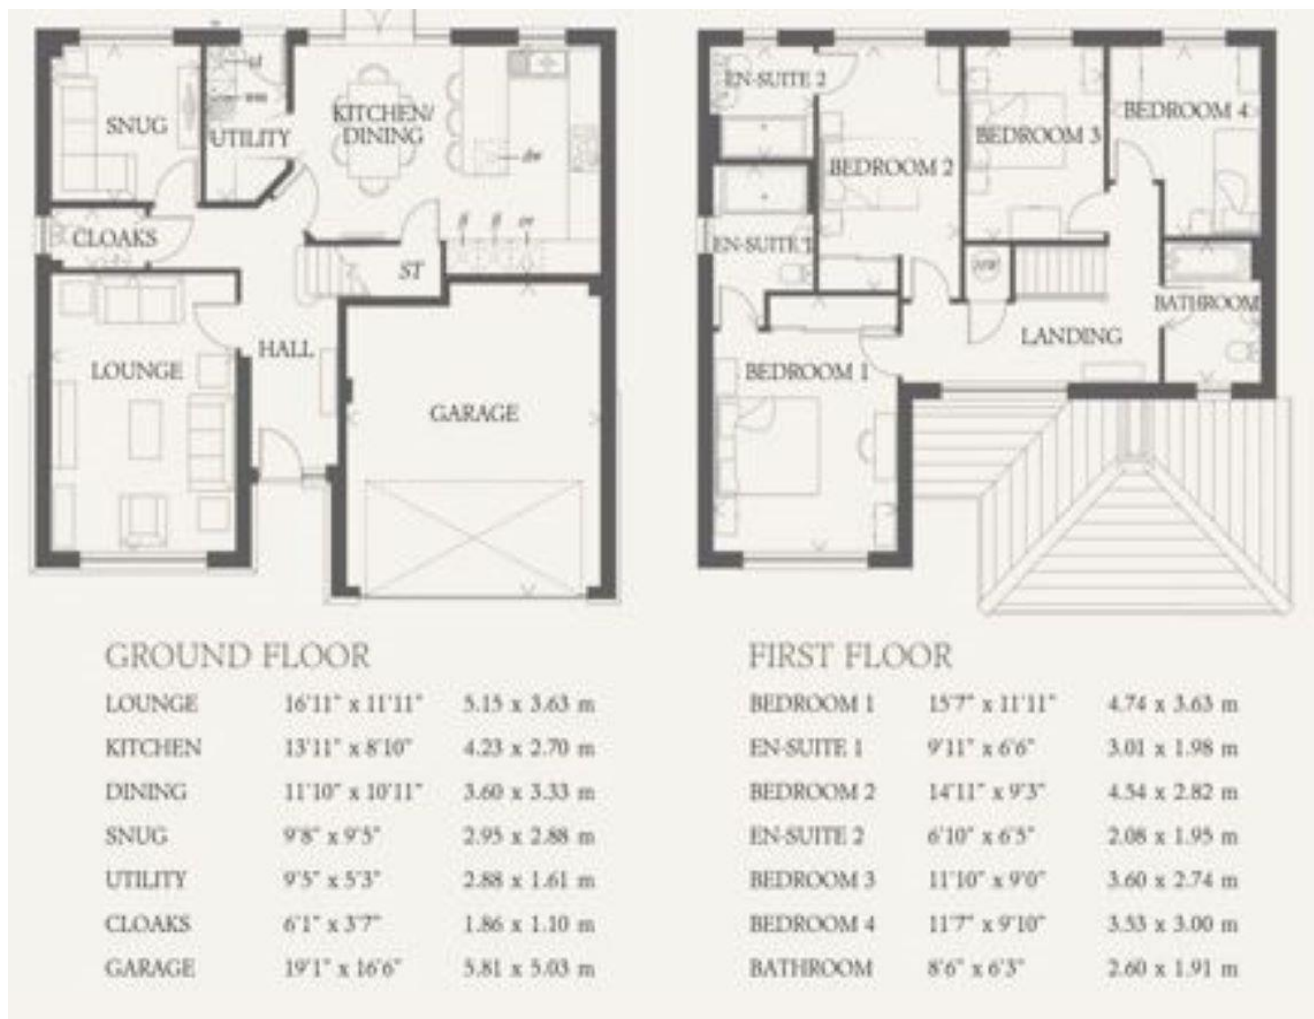 SNUG
UTILITY
KITCHEN/
DINING
dw
CLOAKS
ST
HALL
LOUNGE
GARAGE
EN-SUITE 2
BEDROOM 2
BEDROOM 3
BEDROOM 4
EN-SUITE 1
HW
BATHROOM
LANDING
BEDROOM 1
GROUND FLOOR
LOUNGE 16'11" x 11'11" 5.15 x 3.63 m
KITCHEN 13'11" x 8'10" 4.23 x 2.70 m
DINING 11'10" x 10'11" 3.60 x 3.33 m
SNUG 9'8" x 9'5" 2.95 x 2.88 m
UTILITY 9'5" x 5'3" 2.88 x 1.61 m
CLOAKS 6'1" x 3'7" 1.86 x 1.10 m
GARAGE 19'1" x 16'6" 5.81 x 5.03 m
FIRST FLOOR
BEDROOM 1 15'7" x 11'11" 4.74 x 3.63 m
EN-SUITE 1 9'11" x 6'6" 3.01 x 1.98 m
BEDROOM 2 14'11" x 9'3" 4.54 x 2.82 m
EN-SUITE 2 6'10" x 6'5" 2.08 x 1.95 m
BEDROOM 3 11'10" x 9'0" 3.60 x 2.74 m
BEDROOM 4 11'7" x 9'10" 3.53 x 3.00 m
BATHROOM 8'6" x 6'3" 2.60 x 1.91 m